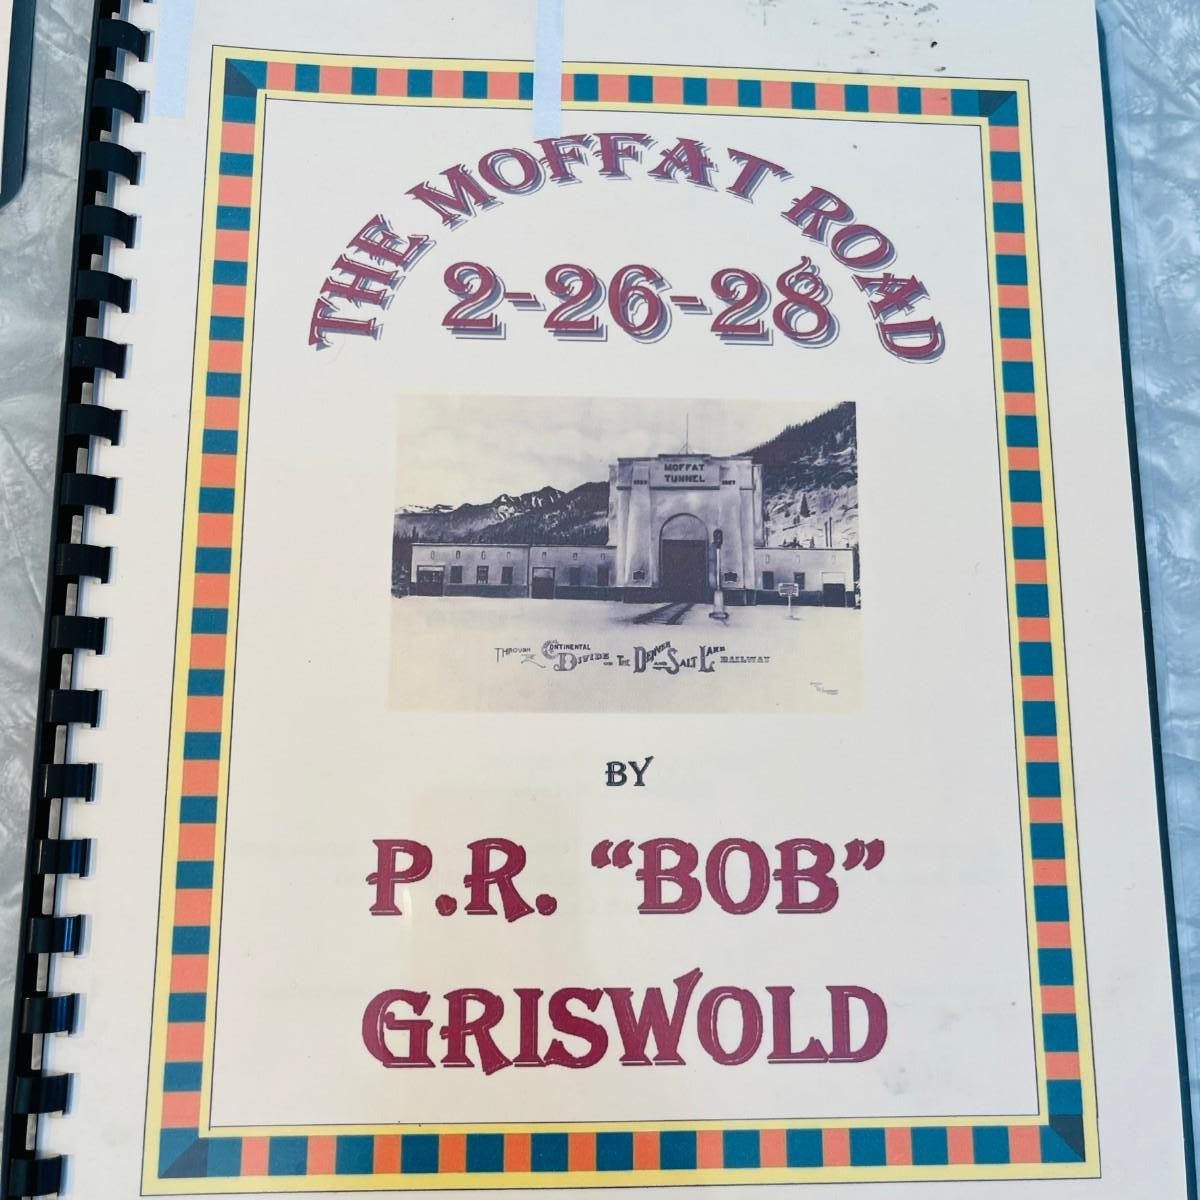 THE MOFFAT ROAD
2-26-28
MOFFAT
TUNNEL
THROUGH THE CONTINENTAL DIVIDE ON THE DENVER AND SALT LAKE RAILWAY
BY
P.R. “BOB”
GRISWOLD